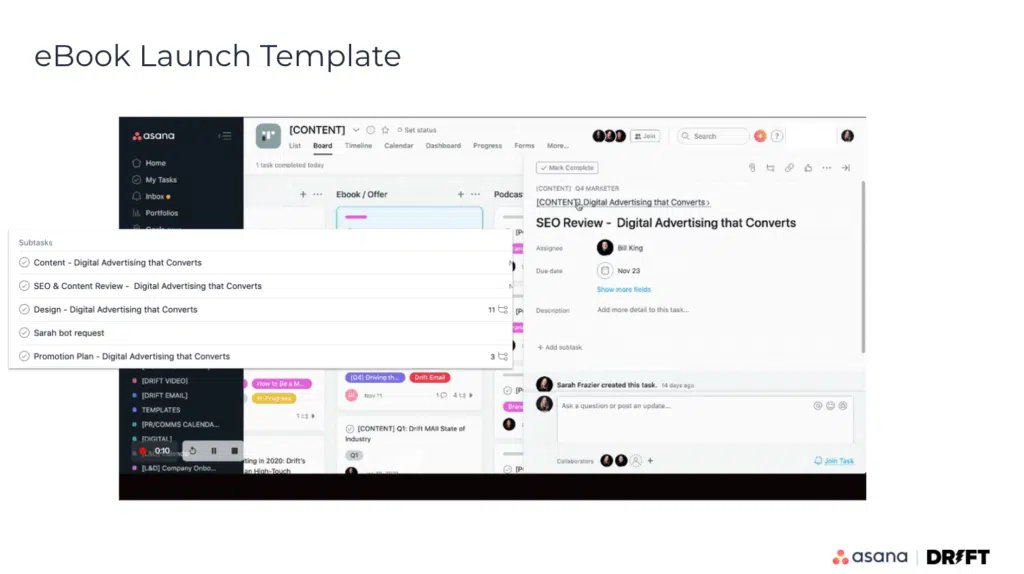 eBook Launch Template
asana
[CONTENT]
Set status
List Board Timeline Calendar Dashboard Progress Forms More...
Join
Search
?
Home
My Tasks
Inbox
Portfolios
1 task completed today
Ebook / Offer
Podcas
Mark Complete
[CONTENT] Q4 MARKETER
[CONTENT] Digital Advertising that Converts ›
SEO Review - Digital Advertising that Converts
Assignee Bill King
Due date Nov 23
Show more fields
Description Add more detail to this task...
+ Add subtask
Subtasks
Content - Digital Advertising that Converts
SEO & Content Review - Digital Advertising that Converts
Design - Digital Advertising that Converts 11
Sarah bot request
Promotion Plan - Digital Advertising that Converts 3
[DRIFT VIDEO]
[DRIFT EMAIL]
TEMPLATES
[PR/COMMS CALENDA...
[DIGITAL]
0:10
[L&D] Company Onbo...
How to Be a M...
In Progress
1
ting in 2020: Drift's
an High-Touch
[Q4] Driving th... Drift Email
Nov 11 1 4
[CONTENT] Q1: Drift MAII State of
Industry
Q1
Brand
Sarah Frazier created this task. 14 days ago
Ask a question or post an update...
Collaborators
Join Task
asana | DRIFT